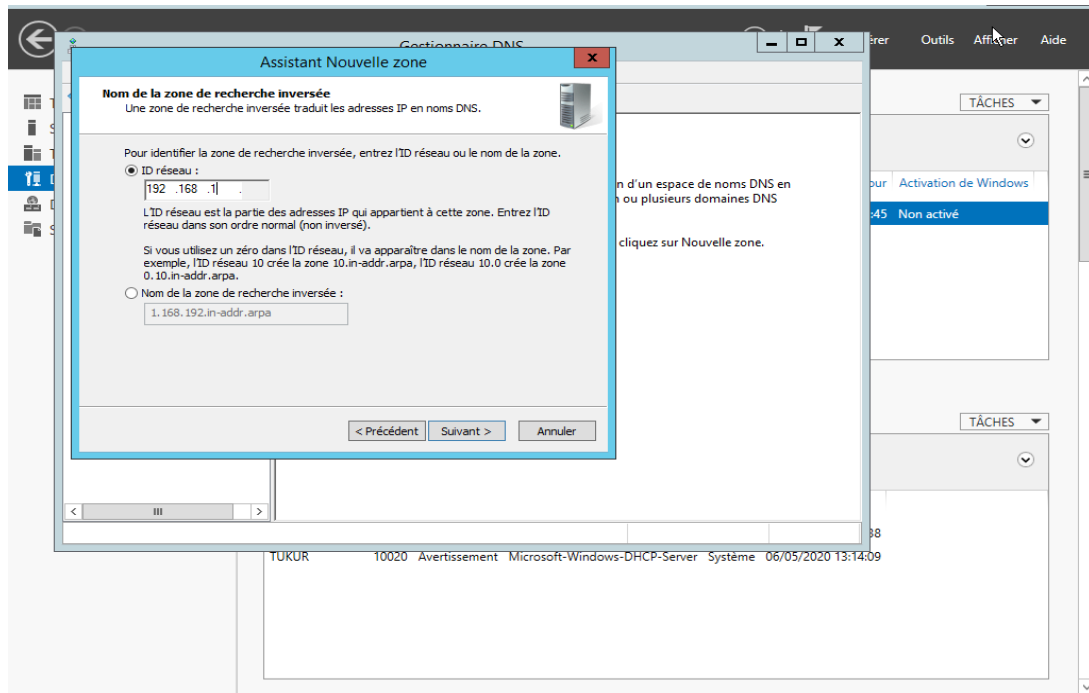 Gestionnaire DNS
érer Outils Afficher Aide
Assistant Nouvelle zone
Nom de la zone de recherche inversée
Une zone de recherche inversée traduit les adresses IP en noms DNS.
TÂCHES
Pour identifier la zone de recherche inversée, entrez l'ID réseau ou le nom de la zone.
ID réseau :
192 .168 .1 .
L'ID réseau est la partie des adresses IP qui appartient à cette zone. Entrez l'ID
réseau dans son ordre normal (non inversé).
Si vous utilisez un zéro dans l'ID réseau, il va apparaître dans le nom de la zone. Par
exemple, l'ID réseau 10 crée la zone 10.in-addr.arpa, l'ID réseau 10.0 crée la zone
0.10.in-addr.arpa.
Nom de la zone de recherche inversée :
1.168.192.in-addr.arpa
< Précédent Suivant > Annuler
n d'un espace de noms DNS en
n ou plusieurs domaines DNS
cliquez sur Nouvelle zone.
our Activation de Windows
:45 Non activé
TÂCHES
38
TUKUR 10020 Avertissement Microsoft-Windows-DHCP-Server Système 06/05/2020 13:14:09